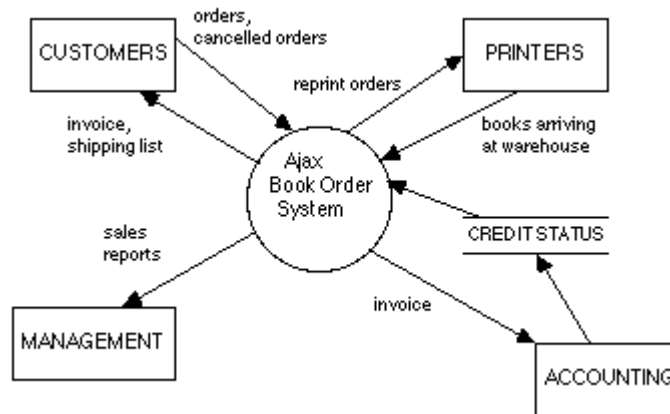 orders,
cancelled orders
CUSTOMERS
PRINTERS
reprint orders
invoice,
shipping list
books arriving
at warehouse
Ajax
Book Order
System
CREDIT STATUS
sales
reports
invoice
MANAGEMENT
ACCOUNTING